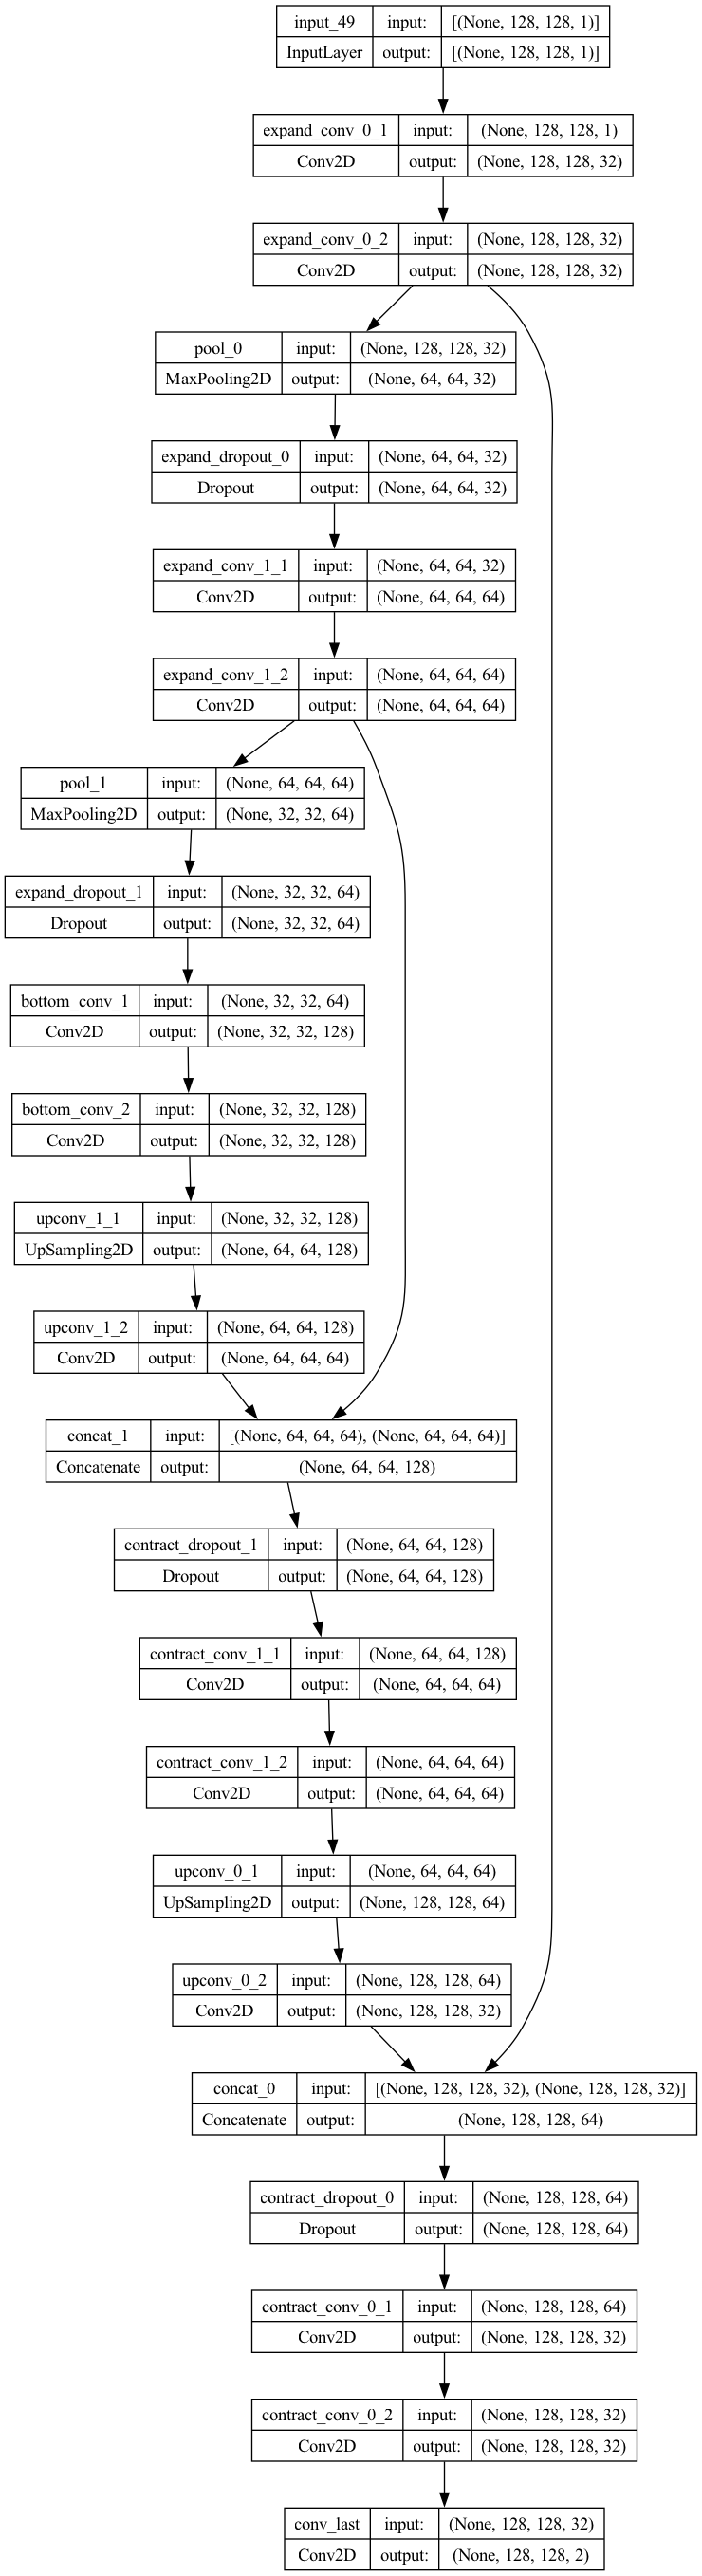 input_49 input: [(None, 128, 128, 1)]
InputLayer output: [(None, 128, 128, 1)]
expand_conv_0_1 input: (None, 128, 128, 1)
Conv2D output: (None, 128, 128, 32)
expand_conv_0_2 input: (None, 128, 128, 32)
Conv2D output: (None, 128, 128, 32)
pool_0 input: (None, 128, 128, 32)
MaxPooling2D output: (None, 64, 64, 32)
expand_dropout_0 input: (None, 64, 64, 32)
Dropout output: (None, 64, 64, 32)
expand_conv_1_1 input: (None, 64, 64, 32)
Conv2D output: (None, 64, 64, 64)
expand_conv_1_2 input: (None, 64, 64, 64)
Conv2D output: (None, 64, 64, 64)
pool_1 input: (None, 64, 64, 64)
MaxPooling2D output: (None, 32, 32, 64)
expand_dropout_1 input: (None, 32, 32, 64)
Dropout output: (None, 32, 32, 64)
bottom_conv_1 input: (None, 32, 32, 64)
Conv2D output: (None, 32, 32, 128)
bottom_conv_2 input: (None, 32, 32, 128)
Conv2D output: (None, 32, 32, 128)
upconv_1_1 input: (None, 32, 32, 128)
UpSampling2D output: (None, 64, 64, 128)
upconv_1_2 input: (None, 64, 64, 128)
Conv2D output: (None, 64, 64, 64)
concat_1 input: [(None, 64, 64, 64), (None, 64, 64, 64)]
Concatenate output: (None, 64, 64, 128)
contract_dropout_1 input: (None, 64, 64, 128)
Dropout output: (None, 64, 64, 128)
contract_conv_1_1 input: (None, 64, 64, 128)
Conv2D output: (None, 64, 64, 64)
contract_conv_1_2 input: (None, 64, 64, 64)
Conv2D output: (None, 64, 64, 64)
upconv_0_1 input: (None, 64, 64, 64)
UpSampling2D output: (None, 128, 128, 64)
upconv_0_2 input: (None, 128, 128, 64)
Conv2D output: (None, 128, 128, 32)
concat_0 input: [(None, 128, 128, 32), (None, 128, 128, 32)]
Concatenate output: (None, 128, 128, 64)
contract_dropout_0 input: (None, 128, 128, 64)
Dropout output: (None, 128, 128, 64)
contract_conv_0_1 input: (None, 128, 128, 64)
Conv2D output: (None, 128, 128, 32)
contract_conv_0_2 input: (None, 128, 128, 32)
Conv2D output: (None, 128, 128, 32)
conv_last input: (None, 128, 128, 32)
Conv2D output: (None, 128, 128, 2)